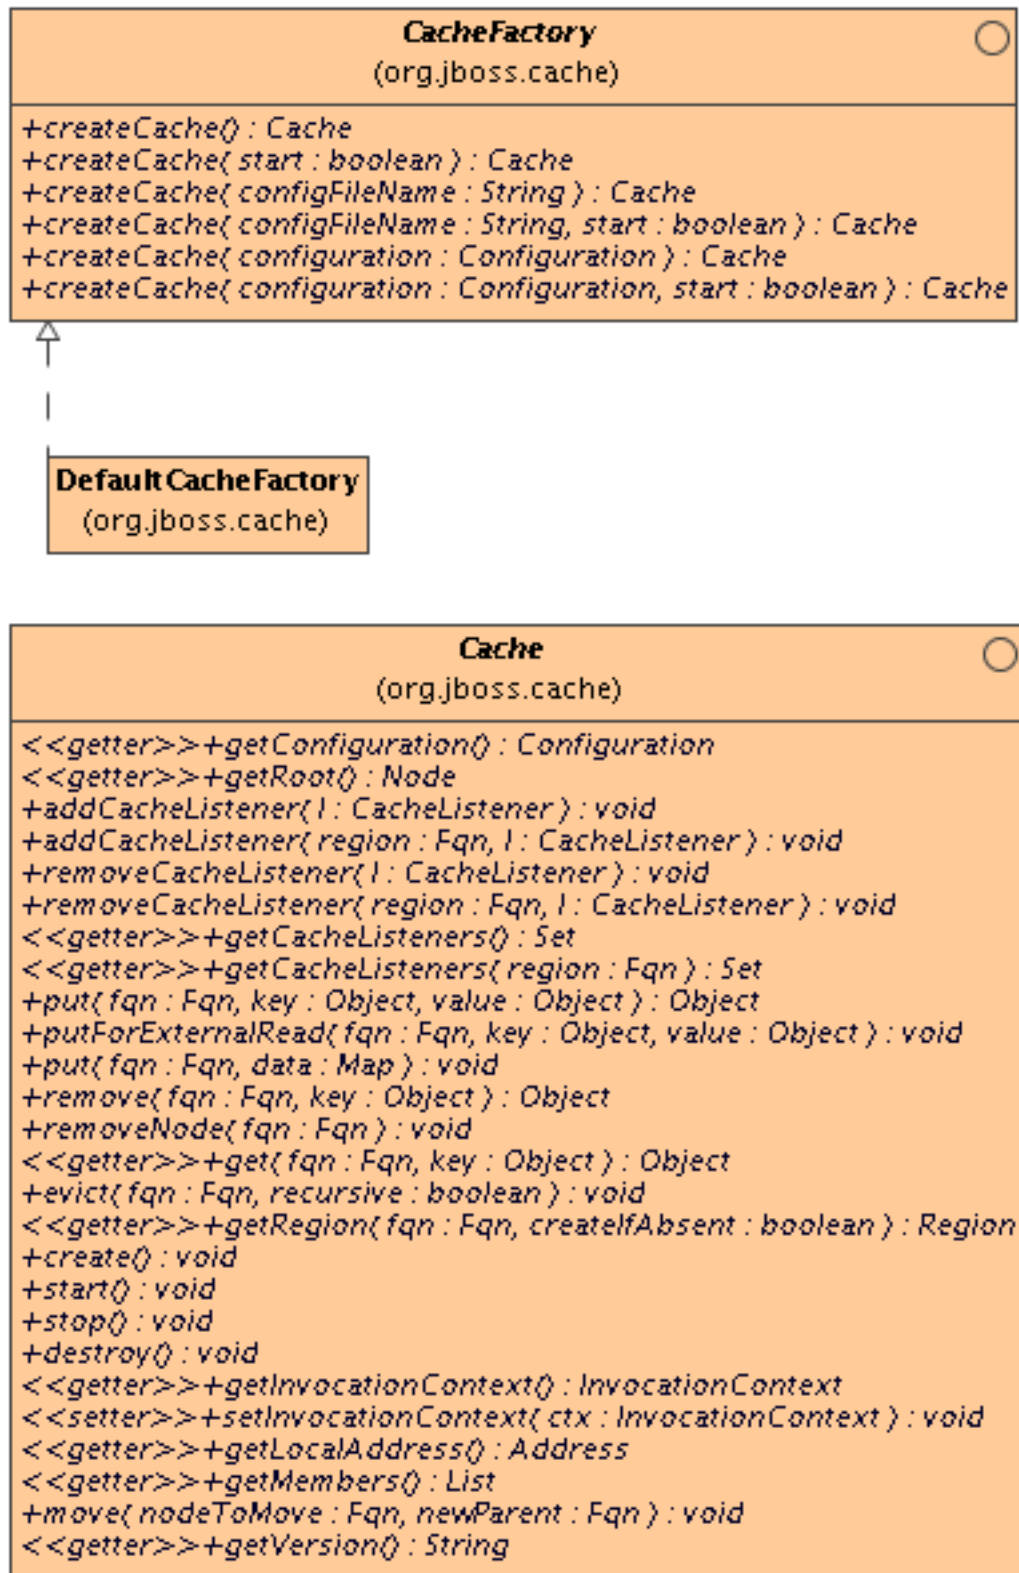 CacheFactory
(org.jboss.cache)
+createCache() : Cache
+createCache( start : boolean ) : Cache
+createCache( configFileName : String ) : Cache
+createCache( configFileName : String, start : boolean ) : Cache
+createCache( configuration : Configuration ) : Cache
+createCache( configuration : Configuration, start : boolean ) : Cache
DefaultCacheFactory
(org.jboss.cache)
Cache
(org.jboss.cache)
<<getter>>+getConfiguration() : Configuration
<<getter>>+getRoot() : Node
+addCacheListener( l : CacheListener ) : void
+addCacheListener( region : Fqn, l : CacheListener ) : void
+removeCacheListener( l : CacheListener ) : void
+removeCacheListener( region : Fqn, l : CacheListener ) : void
<<getter>>+getCacheListeners() : Set
<<getter>>+getCacheListeners( region : Fqn ) : Set
+put( fqn : Fqn, key : Object, value : Object ) : Object
+putForExternalRead( fqn : Fqn, key : Object, value : Object ) : void
+put( fqn : Fqn, data : Map ) : void
+remove( fqn : Fqn, key : Object ) : Object
+removeNode( fqn : Fqn ) : void
<<getter>>+get( fqn : Fqn, key : Object ) : Object
+evict( fqn : Fqn, recursive : boolean ) : void
<<getter>>+getRegion( fqn : Fqn, createIfAbsent : boolean ) : Region
+create() : void
+start() : void
+stop() : void
+destroy() : void
<<getter>>+getInvocationContext() : InvocationContext
<<setter>>+setInvocationContext( ctx : InvocationContext ) : void
<<getter>>+getLocalAddress() : Address
<<getter>>+getMembers() : List
+move( nodeToMove : Fqn, newParent : Fqn ) : void
<<getter>>+getVersion() : String